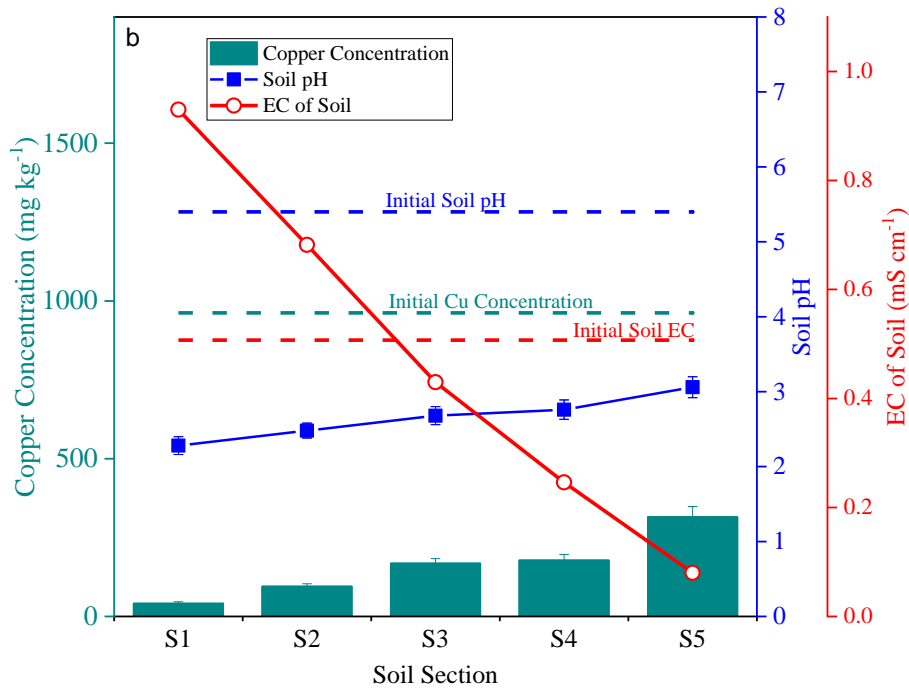 b
Copper Concentration
Soil pH
EC of Soil
Initial Soil pH
Initial Cu Concentration
Initial Soil EC
Copper Concentration (mg kg⁻¹)
1500
1000
500
0
8
7
6
5
4
3
2
1
0
Soil pH
1.0
0.8
0.6
0.4
0.2
0.0
EC of Soil (mS cm⁻¹)
S1 S2 S3 S4 S5
Soil Section